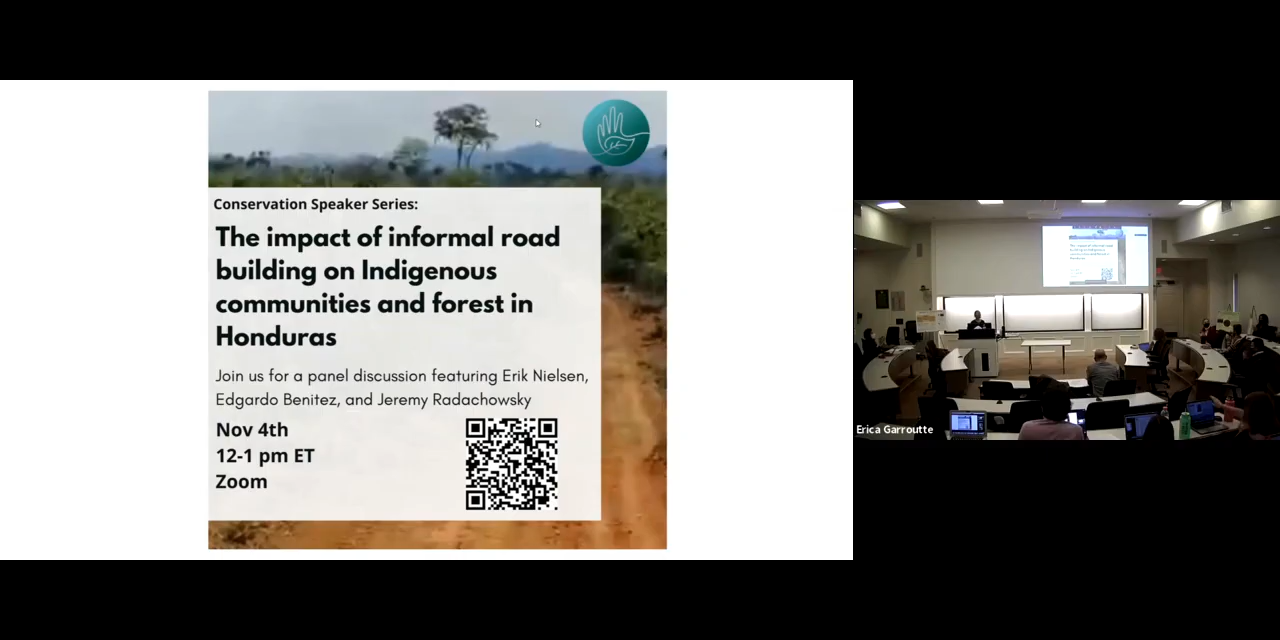 Conservation Speaker Series:
The impact of informal road
building on Indigenous
communities and forest in
Honduras
Join us for a panel discussion featuring Erik Nielsen,
Edgardo Benitez, and Jeremy Radachowsky
Nov 4th
12-1 pm ET
Zoom
Erica Garroutte